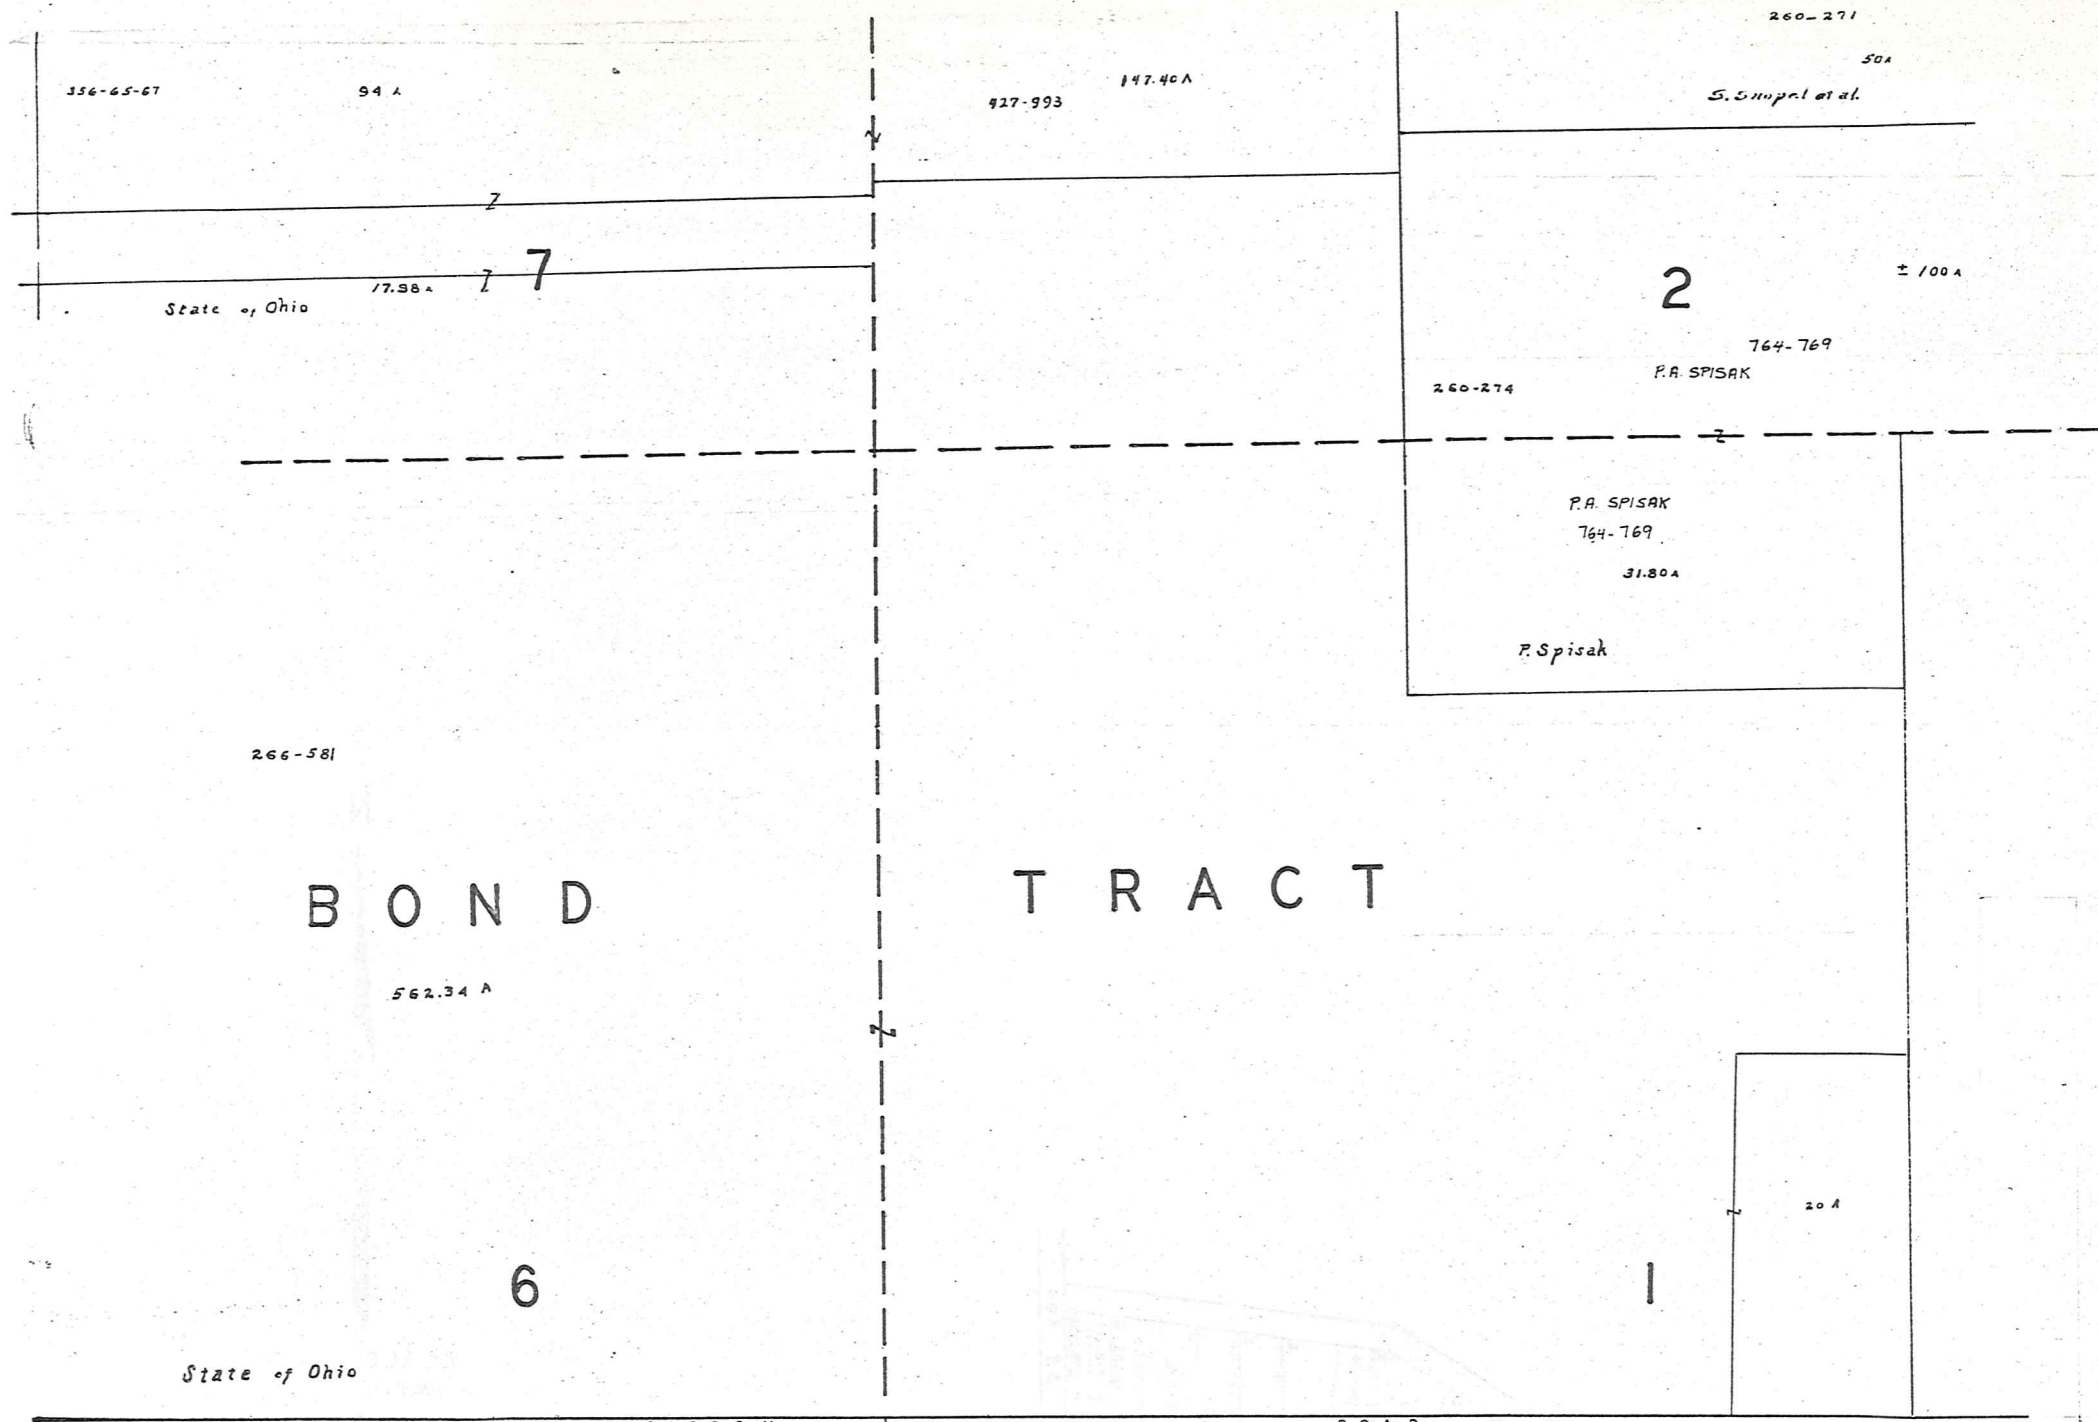 260-271
50A
S. Snopel et al.
356-65-67
94 A
427-993
147.40A
7
17.98A
State of Ohio
2
± 100 A
764-769
P.A. SPISAK
260-274
P.A. SPISAK
764-769
31.80A
P. Spisak
266-581
BOND TRACT
562.34 A
20 A
6
1
State of Ohio